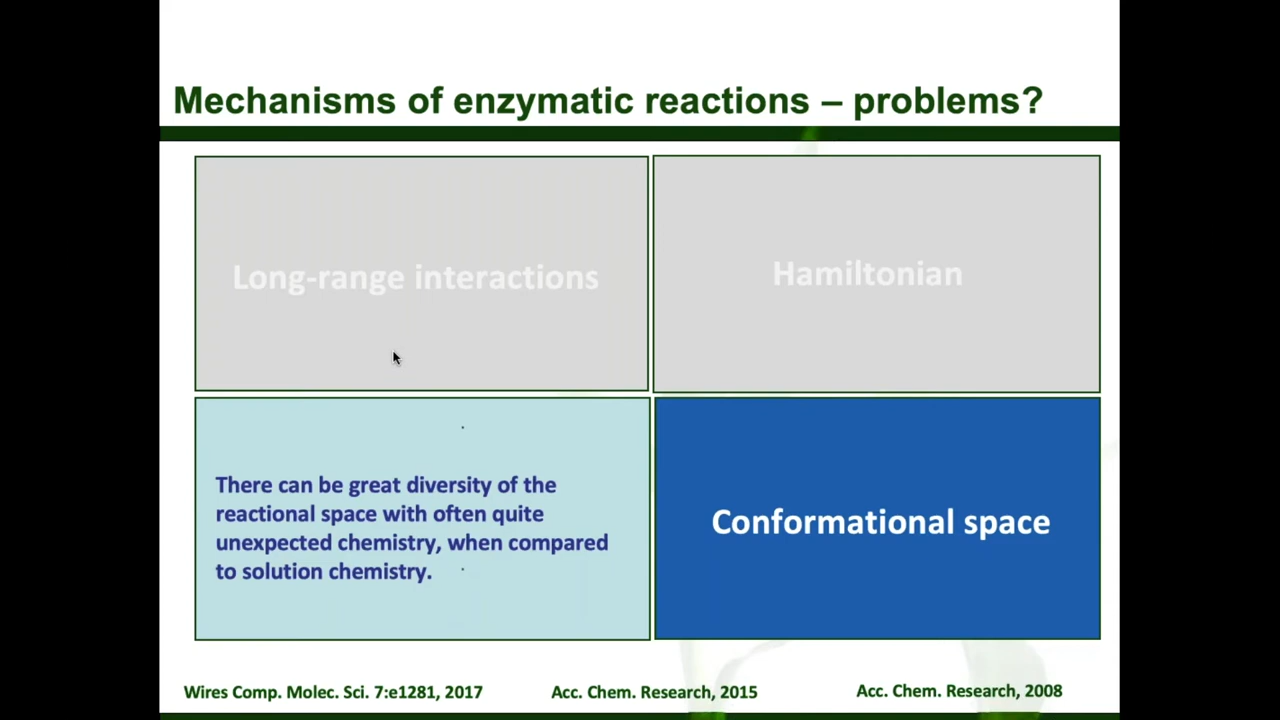 Mechanisms of enzymatic reactions – problems?
Long-range interactions
Hamiltonian
There can be great diversity of the
reactional space with often quite
unexpected chemistry, when compared
to solution chemistry.
Conformational space
Wires Comp. Molec. Sci. 7:e1281, 2017
Acc. Chem. Research, 2015
Acc. Chem. Research, 2008